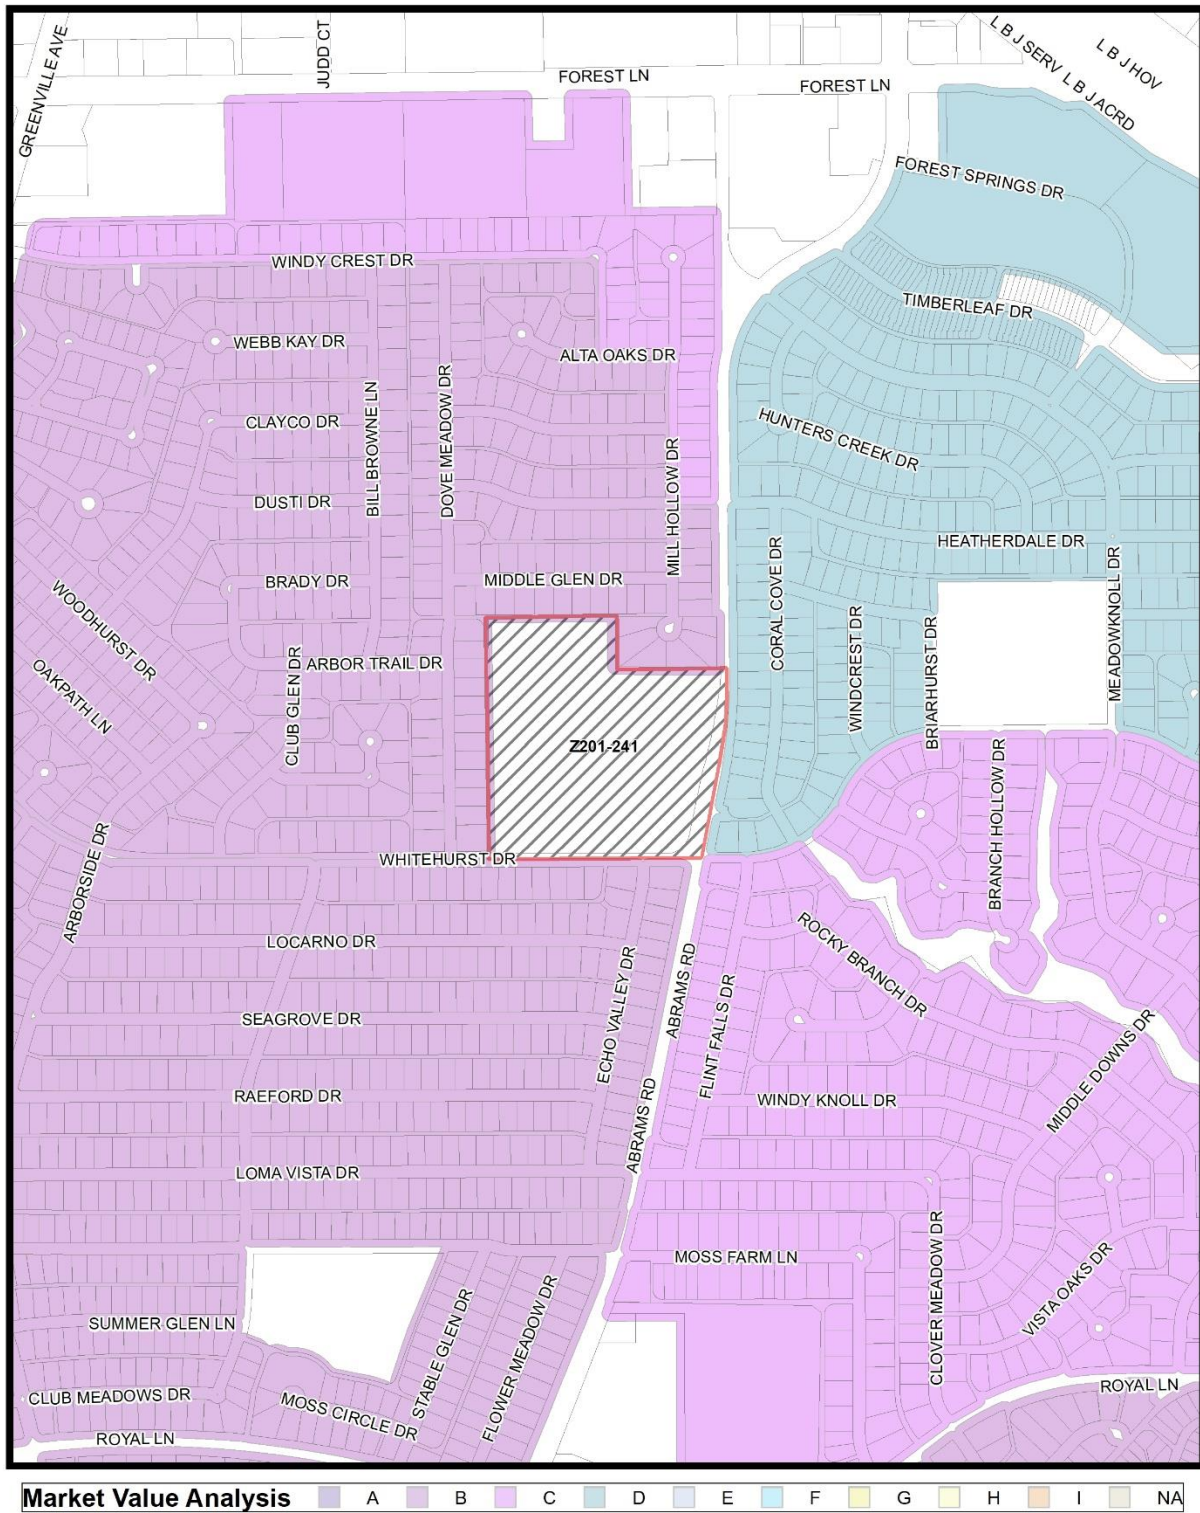 GREENVILLE AVE
JUDD CT
FOREST LN
FOREST LN
L B J SERV
L B J ACRD
L B J HOV
FOREST SPRINGS DR
WINDY CREST DR
TIMBERLEAF DR
WEBB KAY DR
ALTA OAKS DR
BILL BROWNE LN
DOVE MEADOW DR
CLAYCO DR
HUNTERS CREEK DR
MILL HOLLOW DR
DUSTI DR
HEATHERDALE DR
BRADY DR
MIDDLE GLEN DR
CORAL COVE DR
MEADOWKNOLL DR
WOODHURST DR
WINDCREST DR
BRIARHURST DR
OAKPATH LN
CLUB GLEN DR
ARBOR TRAIL DR
Z201-241
BRANCH HOLLOW DR
ARBORSIDE DR
WHITEHURST DR
LOCARNO DR
ROCKY BRANCH DR
ABRAMS RD
ECHO VALLEY DR
SEAGROVE DR
FLINT FALLS DR
MIDDLE DOWNS DR
RAEFORD DR
WINDY KNOLL DR
ABRAMS RD
LOMA VISTA DR
MOSS FARM LN
CLOVER MEADOW DR
VISTA OAKS DR
SUMMER GLEN LN
STABLE GLEN DR
FLOWER MEADOW DR
CLUB MEADOWS DR
MOSS CIRCLE DR
ROYAL LN
ROYAL LN
Market Value Analysis A B C D E F G H I NA